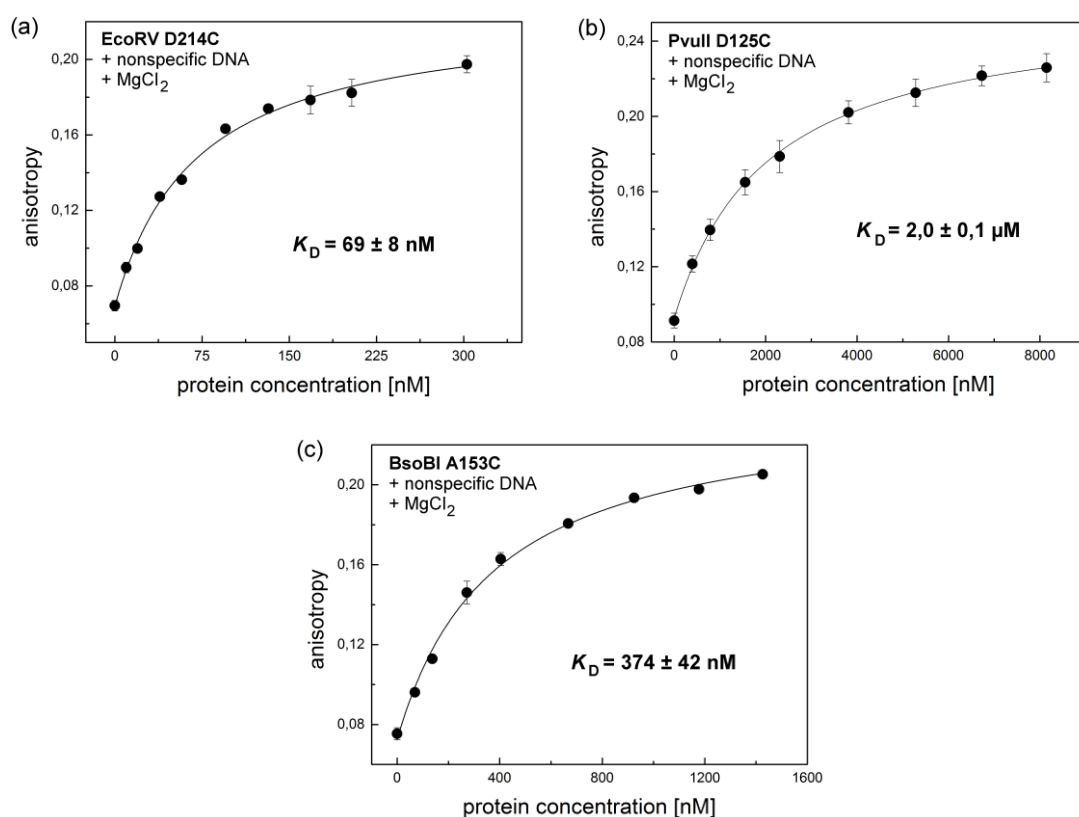 (a)
EcoRV D214C
+ nonspecific DNA
+ MgCl2
0,20
0,16
0,12
0,08
anisotropy
KD = 69 ± 8 nM
0 75 150 225 300
protein concentration [nM]
(b)
PvuII D125C
+ nonspecific DNA
+ MgCl2
0,24
0,20
0,16
0,12
0,08
anisotropy
KD = 2,0 ± 0,1 µM
0 2000 4000 6000 8000
protein concentration [nM]
(c)
BsoBI A153C
+ nonspecific DNA
+ MgCl2
0,20
0,16
0,12
0,08
anisotropy
KD = 374 ± 42 nM
0 400 800 1200 1600
protein concentration [nM]